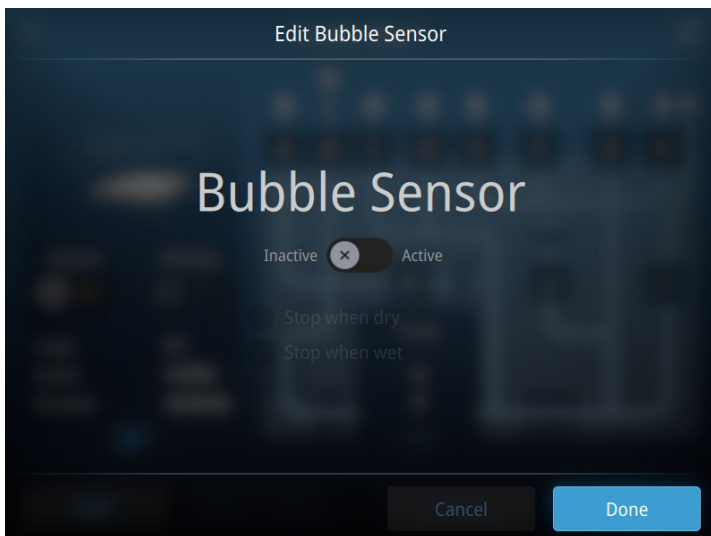 Edit Bubble Sensor
Bubble Sensor
Inactive Active
Stop when dry
Stop when wet
Cancel Done